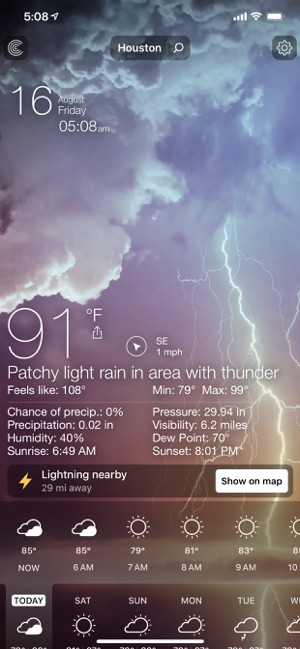 5:08
Houston
16 August
Friday
05:08am
91 °F
SE
1 mph
Patchy light rain in area with thunder
Feels like: 108° Min: 79° Max: 99°
Chance of precip.: 0% Pressure: 29.94 in
Precipitation: 0.02 in Visibility: 6.2 miles
Humidity: 40% Dew Point: 70°
Sunrise: 6:49 AM Sunset: 8:01 PM
Lightning nearby
29 mi away
Show on map
85° 85° 79° 81° 83°
NOW 6 AM 7 AM 8 AM 9 AM 10
TODAY SAT SUN MON TUE